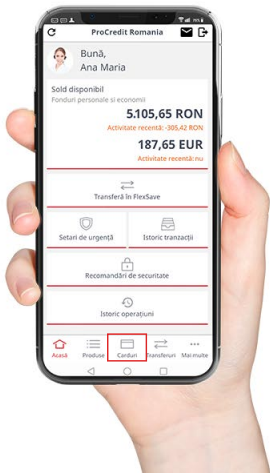 ProCredit Romania
Bună,
Ana Maria
Sold disponibil
Fonduri personale si economii
5.105,65 RON
Activitate recentă: -305,42 RON
187,65 EUR
Activitate recentă: nu
Transferă în FlexSave
Setari de urgență
Istoric tranzacții
Recomandări de securitate
Istoric operațiuni
Acasă Produse Carduri Transferuri Mai multe